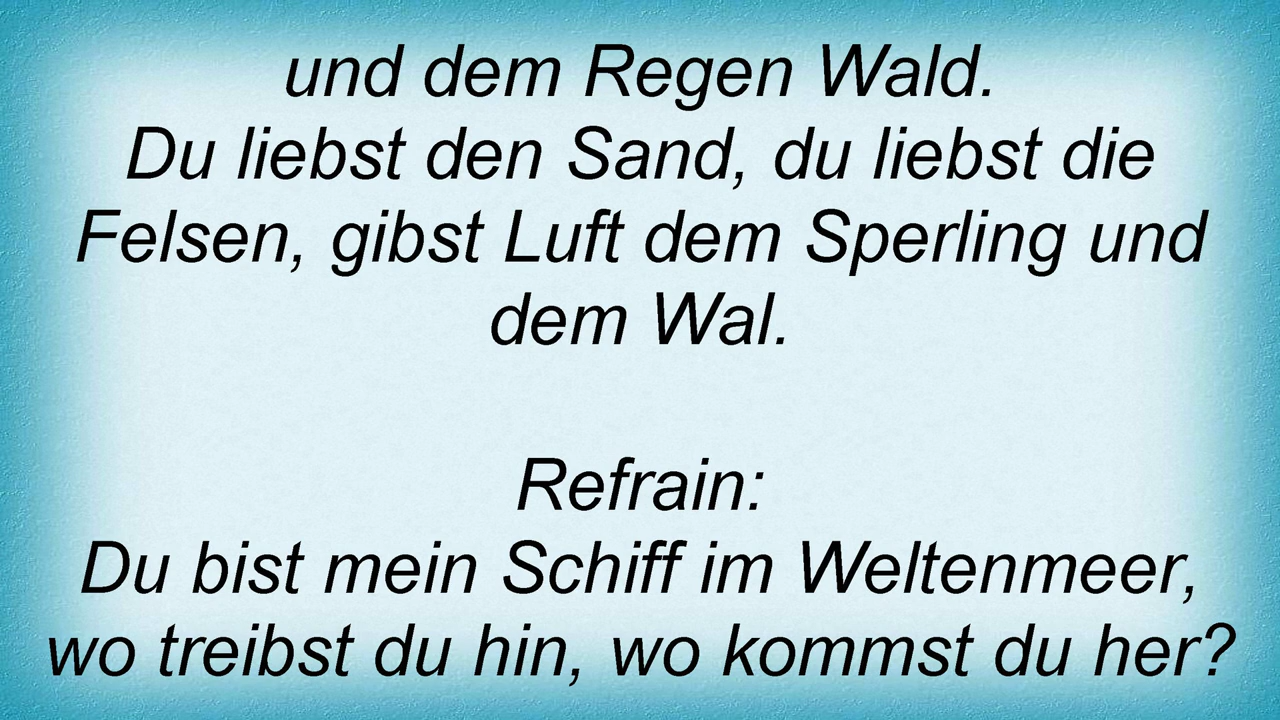 und dem Regen Wald.
Du liebst den Sand, du liebst die
Felsen, gibst Luft dem Sperling und
dem Wal.
Refrain:
Du bist mein Schiff im Weltenmeer,
wo treibst du hin, wo kommst du her?